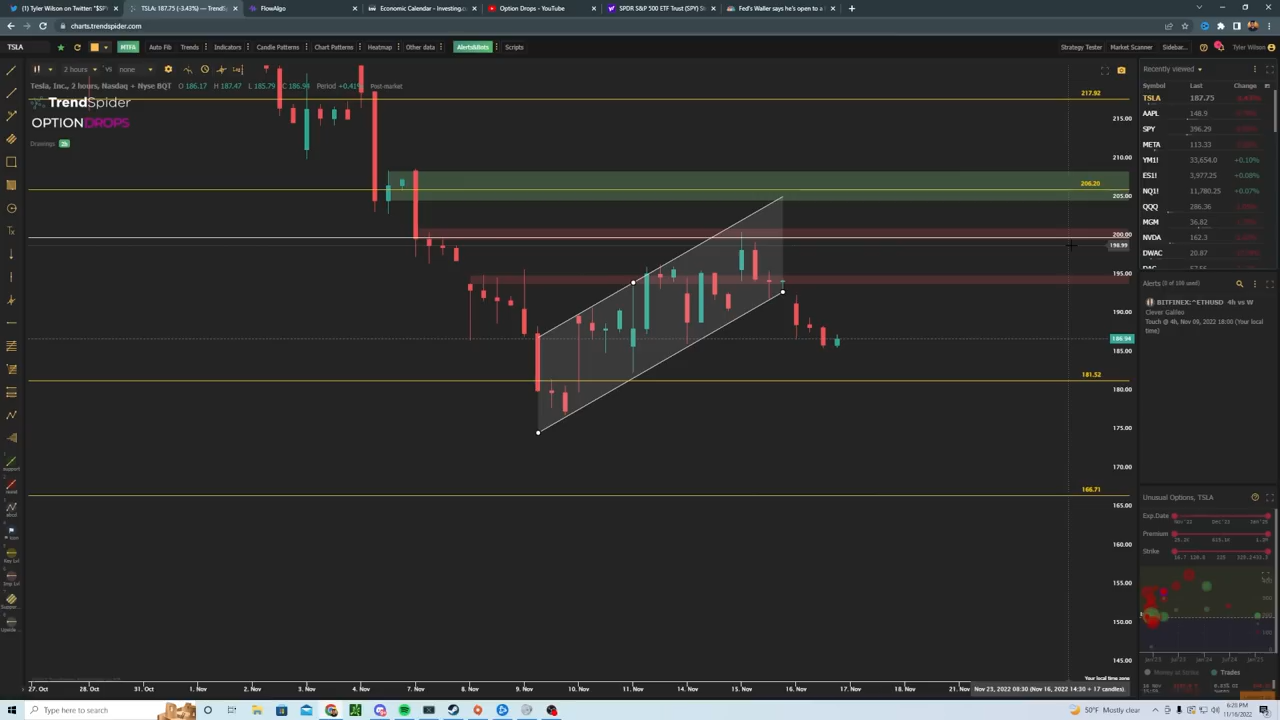 Tyler Wilson on Twitter: "$SP
TSLA: 187.75 (-3.43%) — TrendSp
FlowAlgo
Economic Calendar - Investing.c
Option Drops - YouTube
SPDR S&P 500 ETF Trust (SPY) S
Fed's Waller says he's open to a
charts.trendspider.com
TSLA
MTFA
Auto Fib
Trends
Indicators
Candle Patterns
Chart Patterns
Heatmap
Other data
Alerts&Bots
Scripts
Strategy Tester
Market Scanner
Sidebar...
Tyler Wilson
2 hours
VS
none
Tesla, Inc., 2 hours, Nasdaq + Nyse BQT
O 186.17 H 187.47 L 185.79 C 186.94 Period +0.41%
Post-market
TrendSpider
OPTIONDROPS
Drawings 2h
217.92
215.00
210.00
206.20
205.00
200.00
198.99
195.00
190.00
186.94
185.00
181.52
180.00
175.00
170.00
166.71
165.00
160.00
155.00
150.00
145.00
Your local time zone
27. Oct
28. Oct
31. Oct
1. Nov
2. Nov
3. Nov
4. Nov
7. Nov
8. Nov
9. Nov
10. Nov
11. Nov
14. Nov
15. Nov
16. Nov
17. Nov
18. Nov
21. Nov
Nov 23, 2022 08:30 (Nov 16, 2022 14:30 + 17 candles)
Recently viewed
Symbol Last Change
TSLA 187.75
AAPL 148.9
SPY 396.29
META 113.33
YM1! 33,654.0 +0.10%
ES1! 3,977.25 +0.08%
NQ1! 11,780.25 +0.07%
QQQ 286.36
MGM 36.82
NVDA 162.3
DWAC 20.87
Alerts (0 of 100 used)
BITFINEX:^ETHUSD 4h vs W
Clever Galileo
Touch @ 4h, Nov 09, 2022 18:00 (Your local time)
Unusual Options, TSLA
Exp.Date
Premium
Strike
Money at Risk
Trades
Type here to search
50°F Mostly clear
6:28 PM
11/16/2022